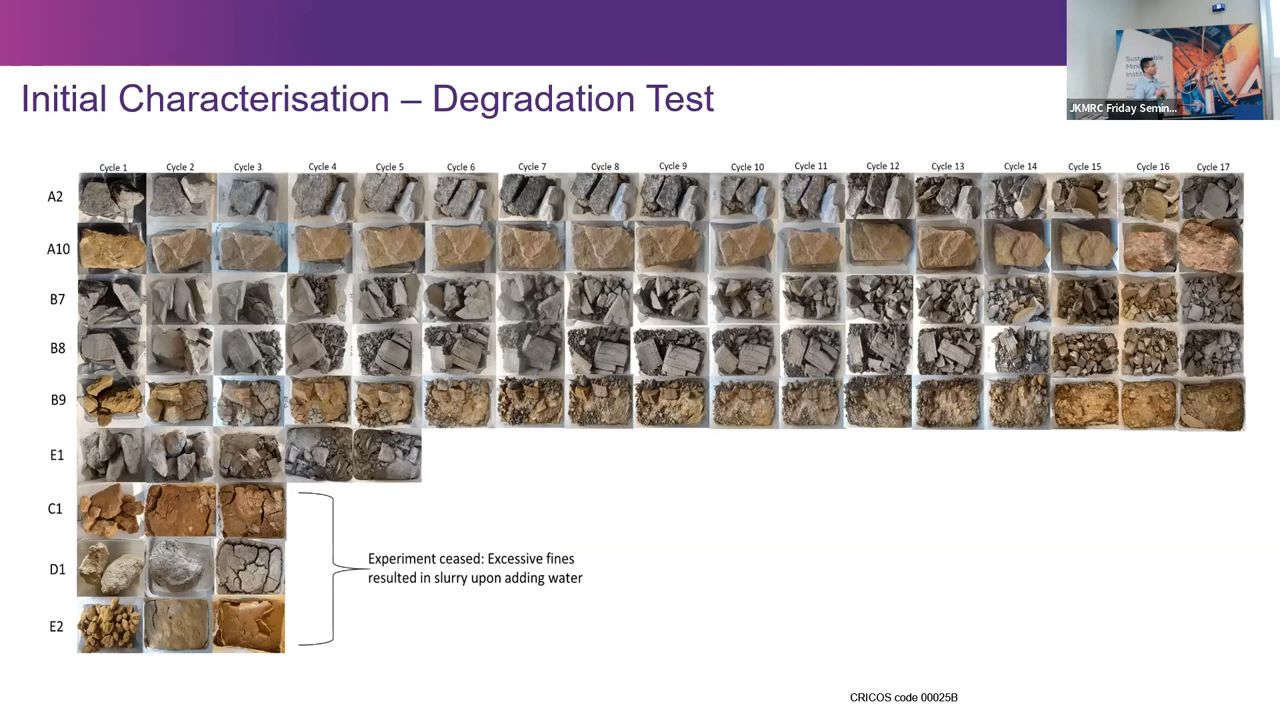 Initial Characterisation – Degradation Test
Sustainable
Institute
JKMRC Friday Semin...
Cycle 1 Cycle 2 Cycle 3 Cycle 4 Cycle 5 Cycle 6 Cycle 7 Cycle 8 Cycle 9 Cycle 10 Cycle 11 Cycle 12 Cycle 13 Cycle 14 Cycle 15 Cycle 16 Cycle 17
A2
A10
B7
B8
B9
E1
C1
D1
E2
Experiment ceased: Excessive fines
resulted in slurry upon adding water
CRICOS code 00025B